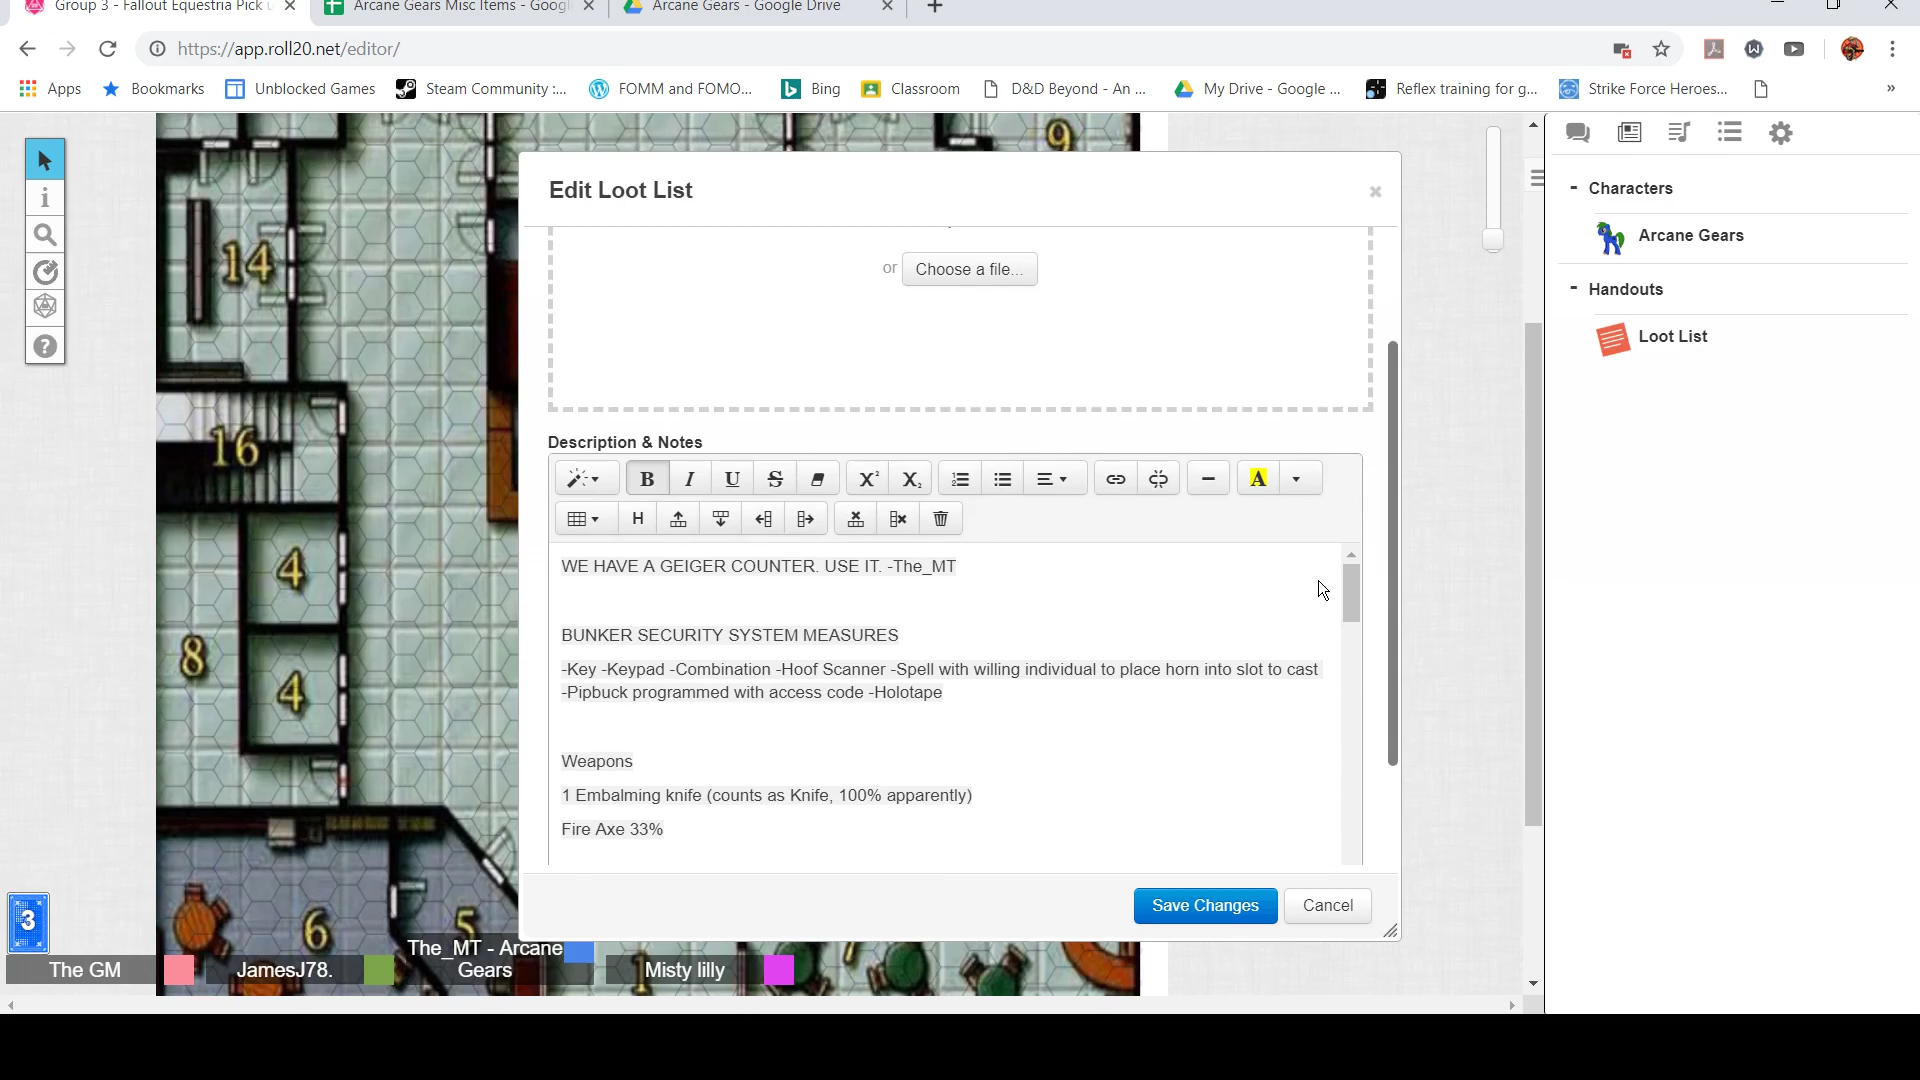 Group 3 - Fallout Equestria Pick u
Arcane Gears Misc Items - Googl
Arcane Gears - Google Drive
https://app.roll20.net/editor/
Apps
Bookmarks
Unblocked Games
Steam Community :...
FOMM and FOMO...
Bing
Classroom
D&D Beyond - An ...
My Drive - Google ...
Reflex training for g...
Strike Force Heroes...
»
9
14
16
4
8
4
6
5
1
Edit Loot List
or
Choose a file...
Description & Notes
B I U S X² X₂ A
H
WE HAVE A GEIGER COUNTER. USE IT. -The_MT
BUNKER SECURITY SYSTEM MEASURES
-Key -Keypad -Combination -Hoof Scanner -Spell with willing individual to place horn into slot to cast
-Pipbuck programmed with access code -Holotape
Weapons
1 Embalming knife (counts as Knife, 100% apparently)
Fire Axe 33%
Save Changes
Cancel
Characters
Arcane Gears
Handouts
Loot List
3
The GM
JamesJ78.
The_MT - Arcane
Gears
Misty lilly